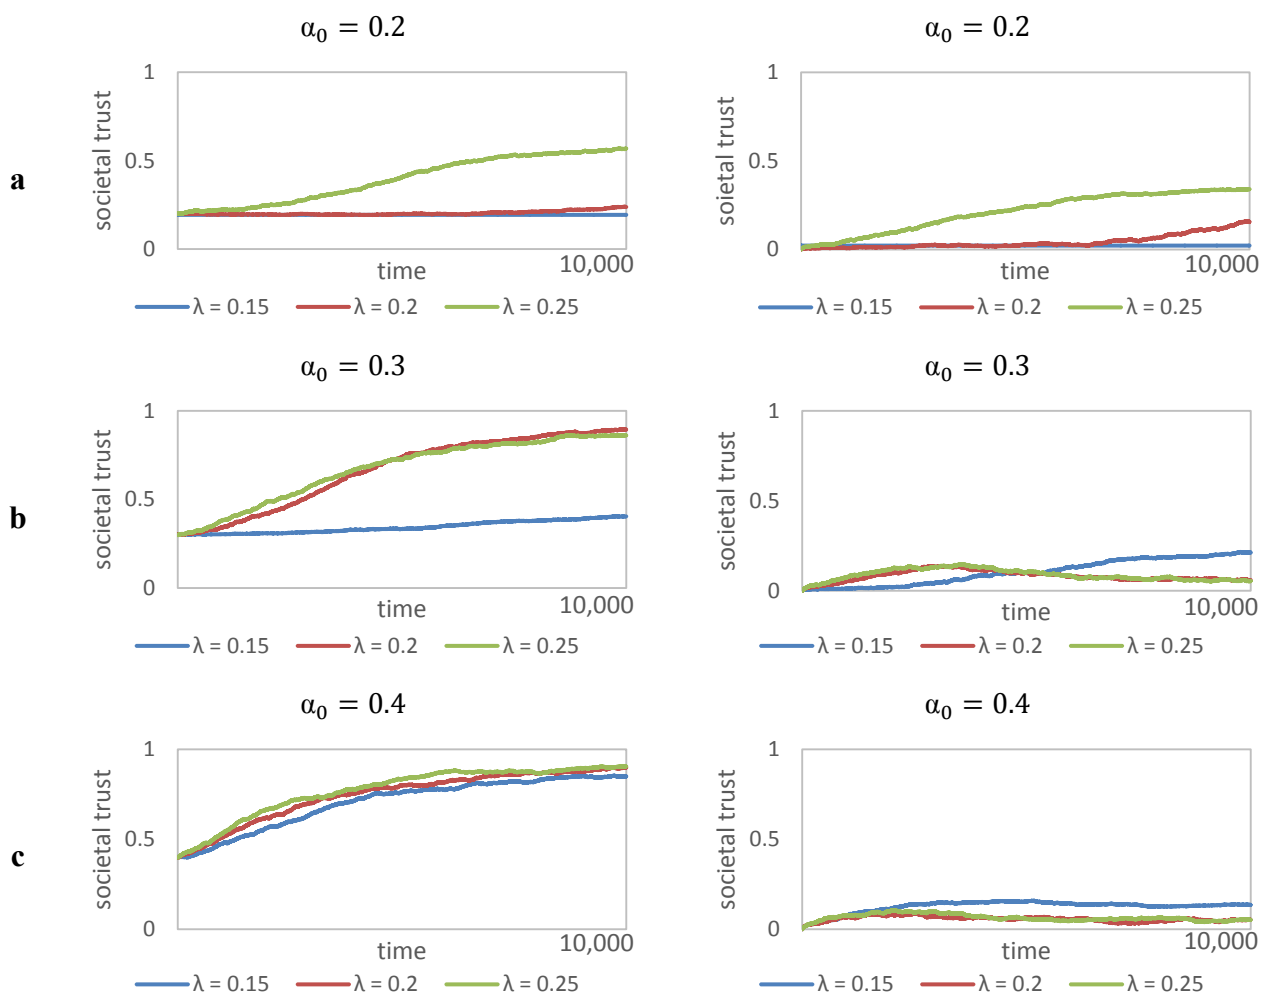 α₀ = 0.2
α₀ = 0.2
a
societal trust
1
0.5
0
time
10,000
λ = 0.15 λ = 0.2 λ = 0.25
soietal trust
1
0.5
0
time
10,000
λ = 0.15 λ = 0.2 λ = 0.25
α₀ = 0.3
α₀ = 0.3
b
societal trust
1
0.5
0
time
10,000
λ = 0.15 λ = 0.2 λ = 0.25
societal trust
1
0.5
0
time
10,000
λ = 0.15 λ = 0.2 λ = 0.25
α₀ = 0.4
α₀ = 0.4
c
societal trust
1
0.5
0
time
10,000
λ = 0.15 λ = 0.2 λ = 0.25
societal trust
1
0.5
0
time
10,000
λ = 0.15 λ = 0.2 λ = 0.25